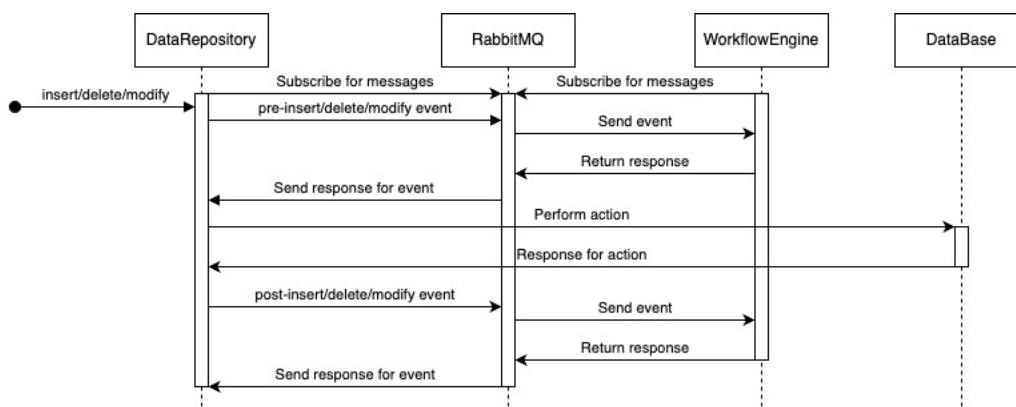 DataRepository
RabbitMQ
WorkflowEngine
DataBase
Subscribe for messages
Subscribe for messages
insert/delete/modify
pre-insert/delete/modify event
Send event
Return response
Send response for event
Perform action
Response for action
post-insert/delete/modify event
Send event
Return response
Send response for event